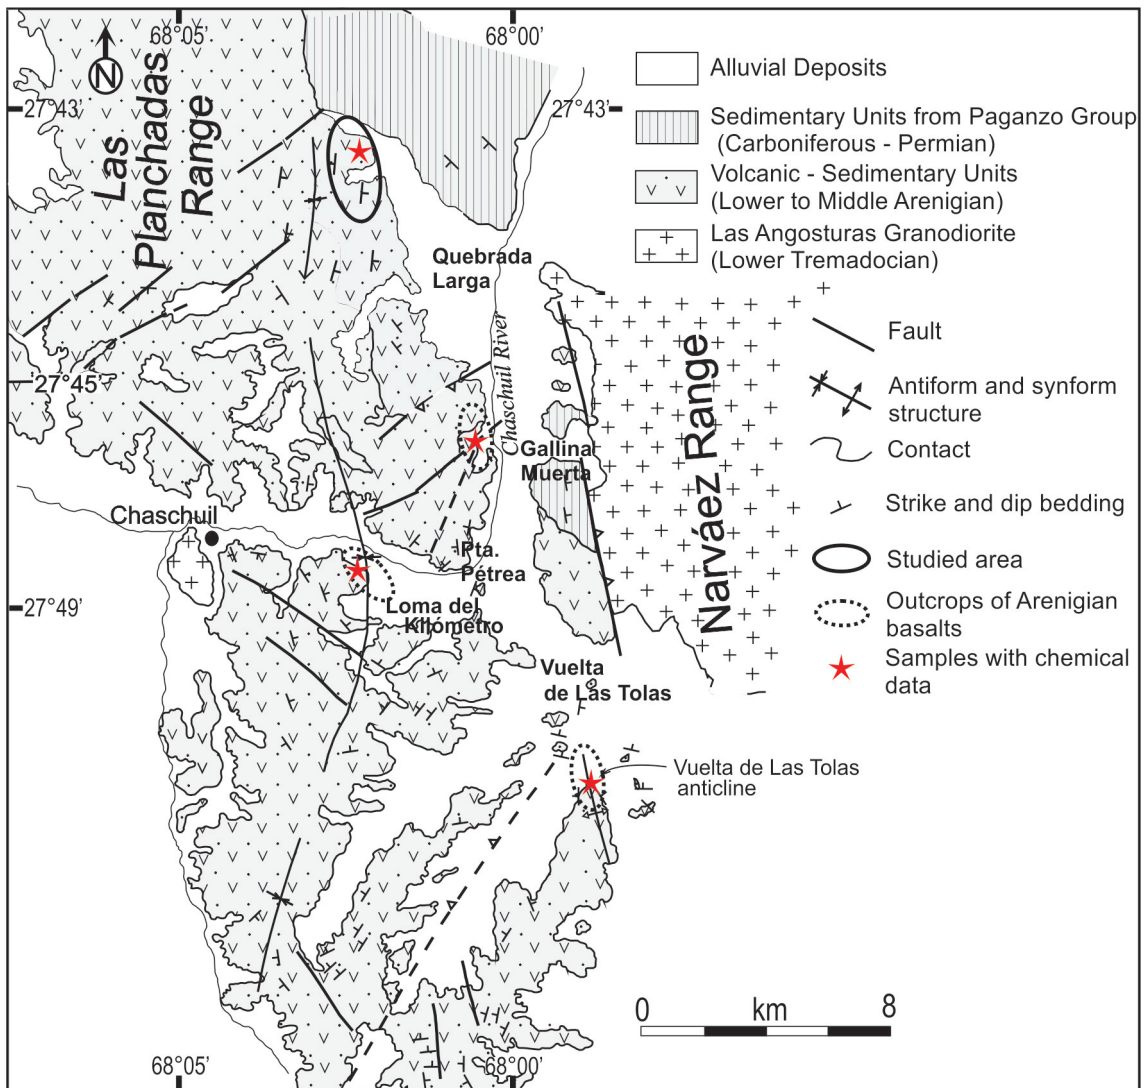 68°05’
68°00’
N
27°43’
27°43’
Las
Planchadas
Range
Alluvial Deposits
Sedimentary Units from Paganzo Group
(Carboniferous - Permian)
Volcanic - Sedimentary Units
(Lower to Middle Arenigian)
Las Angosturas Granodiorite
(Lower Tremadocian)
Fault
Antiform and synform
structure
Contact
Strike and dip bedding
Studied area
Outcrops of Arenigian
basalts
Samples with chemical
data
Quebrada
Larga
Chaschuil River
27°45’
Narváez Range
Gallina
Muerta
Chaschuil
Pta.
Pétrea
27°49’
Loma del
Kilómetro
Vuelta
de Las Tolas
Vuelta de Las Tolas
anticline
0 km 8
68°05’
68°00’